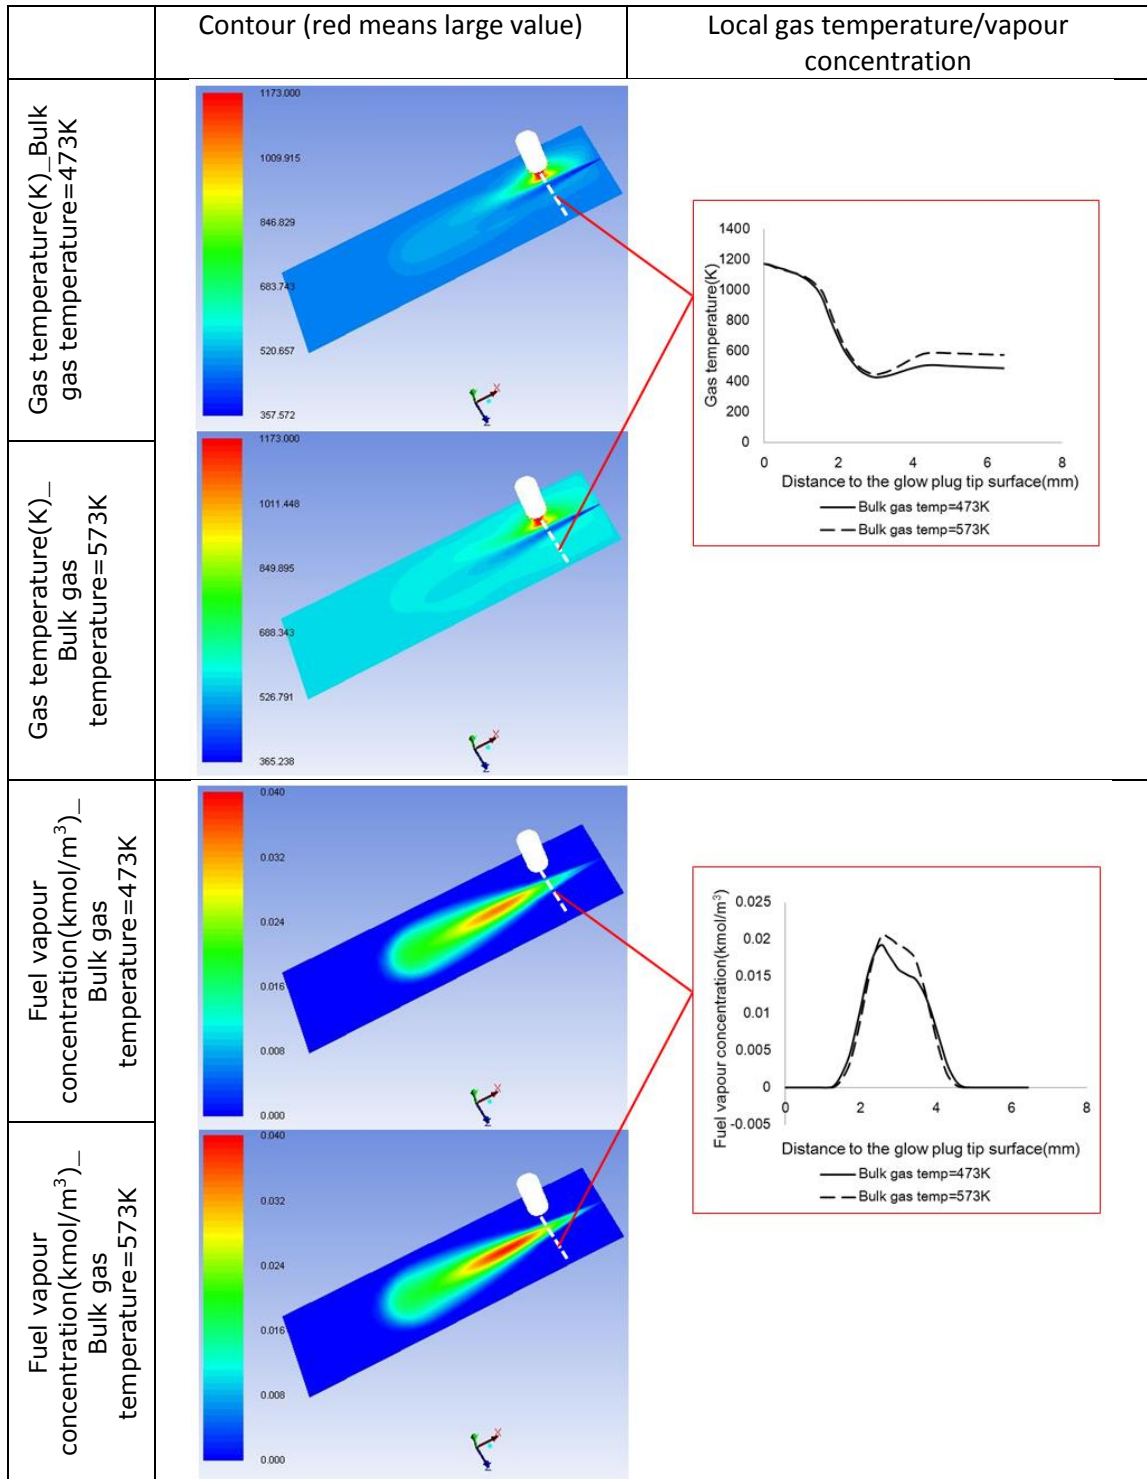 Contour (red means large value)
Local gas temperature/vapour
concentration
Gas temperature(K)_Bulk
gas temperature=473K
1173.000
1009.915
846.829
683.743
520.657
357.572
X
Z
Gas temperature(K)_
Bulk gas
temperature=573K
1173.000
1011.448
849.895
688.343
526.791
365.238
X
Z
Gas temperature(K)
1400
1200
1000
800
600
400
200
0
0 2 4 6 8
Distance to the glow plug tip surface(mm)
Bulk gas temp=473K
Bulk gas temp=573K
Fuel vapour
concentration(kmol/m³)_
Bulk gas
temperature=473K
0.040
0.032
0.024
0.016
0.008
0.000
X
Z
Fuel vapour
concentration(kmol/m³)_
Bulk gas
temperature=573K
0.040
0.032
0.024
0.016
0.008
0.000
X
Z
Fuel vapour concentration(kmol/m³)
0.025
0.02
0.015
0.01
0.005
0
-0.005
0 2 4 6 8
Distance to the glow plug tip surface(mm)
Bulk gas temp=473K
Bulk gas temp=573K